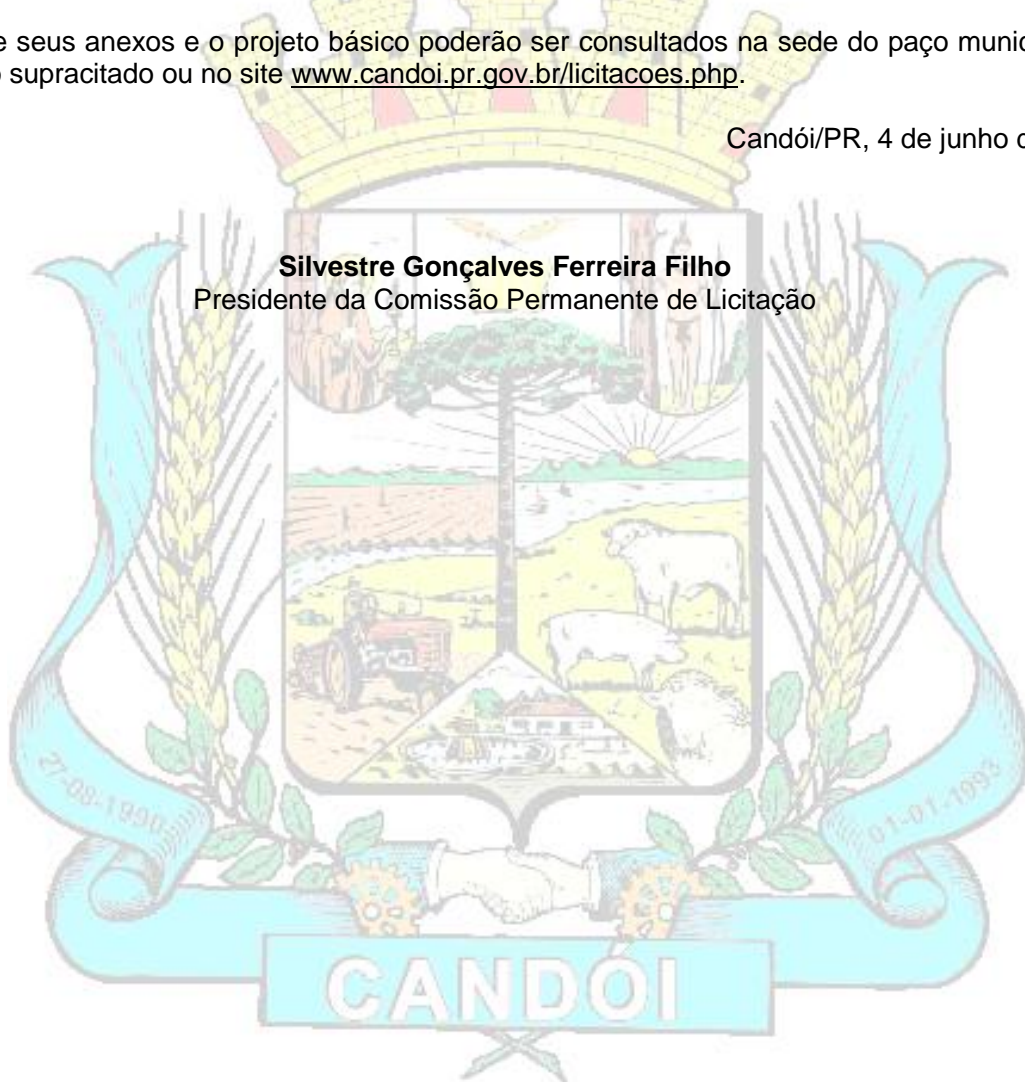 e seus anexos e o projeto básico poderão ser consultados na sede do paço munic
o supracitado ou no site www.candoi.pr.gov.br/licitacoes.php.
Candói/PR, 4 de junho d
Silvestre Gonçalves Ferreira Filho
Presidente da Comissão Permanente de Licitação
27-08-1990
01-01-1993
CANDÓI